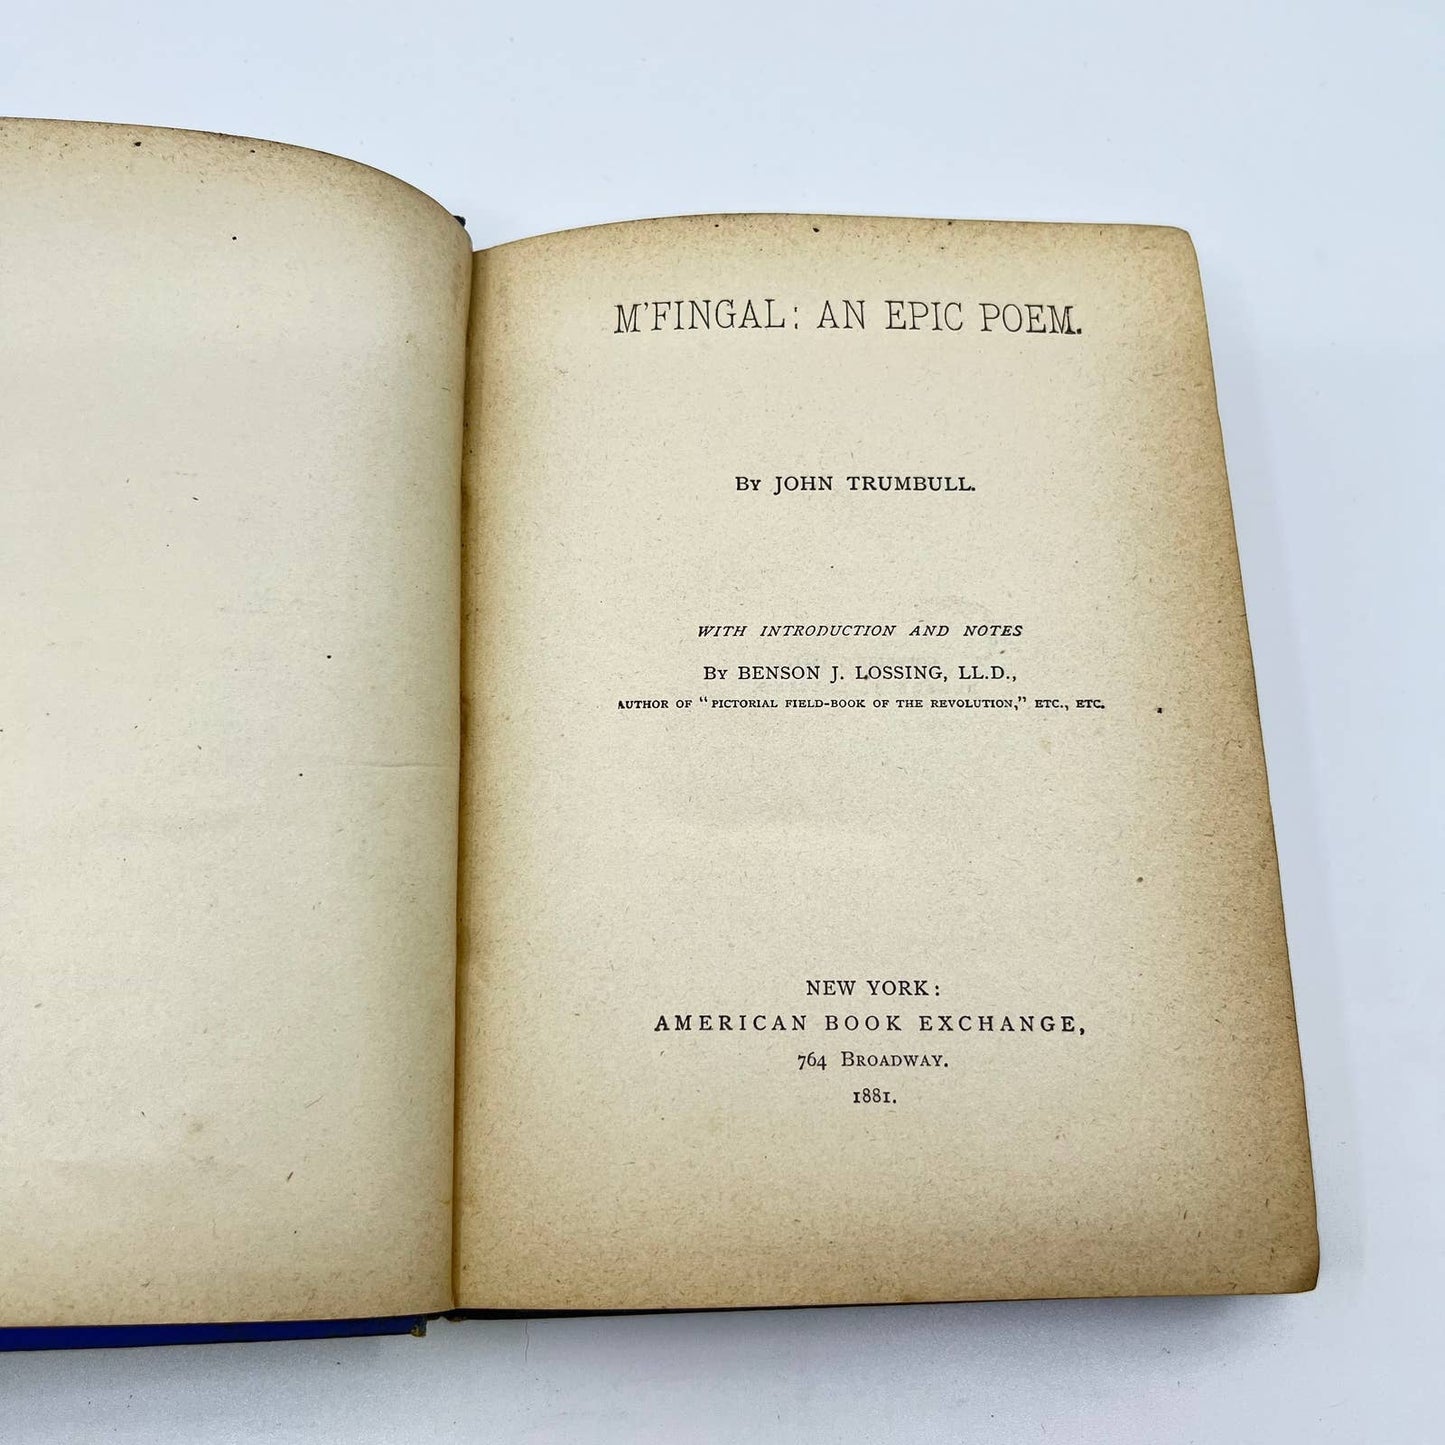 M'FINGAL: AN EPIC POEM.
By JOHN TRUMBULL.
WITH INTRODUCTION AND NOTES
By BENSON J. LOSSING, LL.D.,
AUTHOR OF "PICTORIAL FIELD-BOOK OF THE REVOLUTION," ETC., ETC.
NEW YORK:
AMERICAN BOOK EXCHANGE,
764 BROADWAY.
1881.